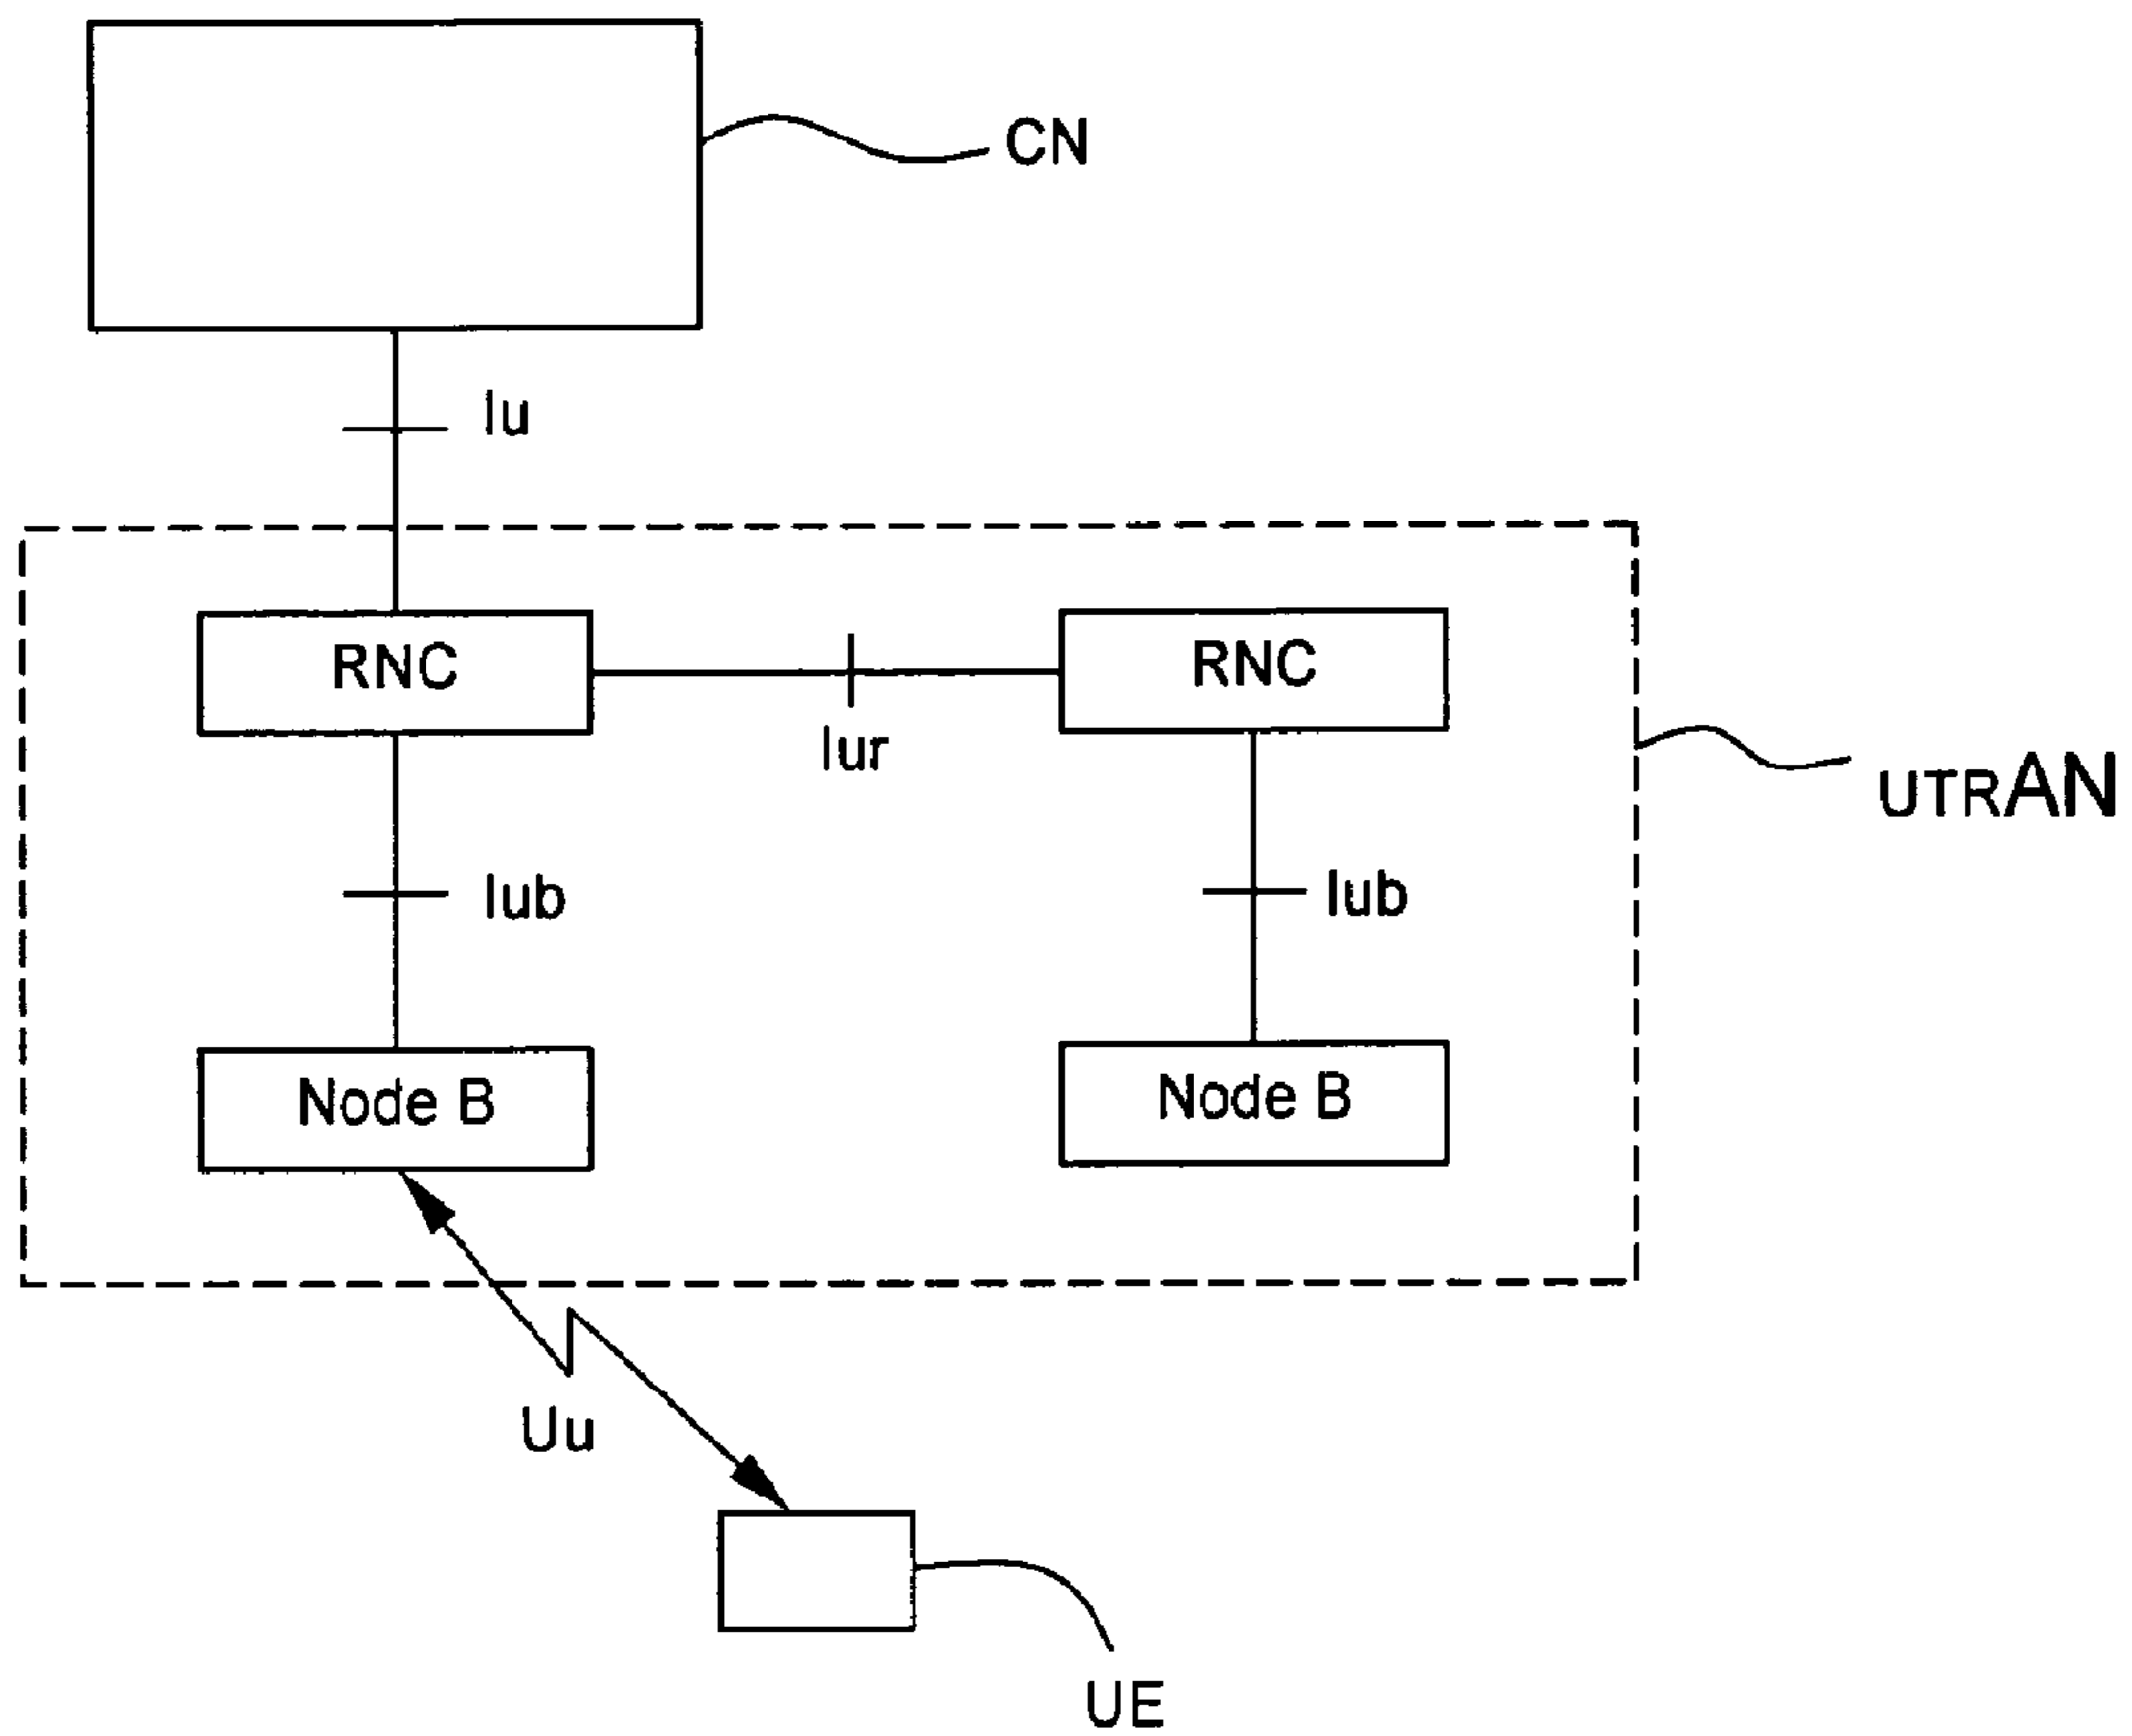 CN
Iu
RNC
RNC
Iur
UTRAN
Iub
Iub
Node B
Node B
Uu
UE